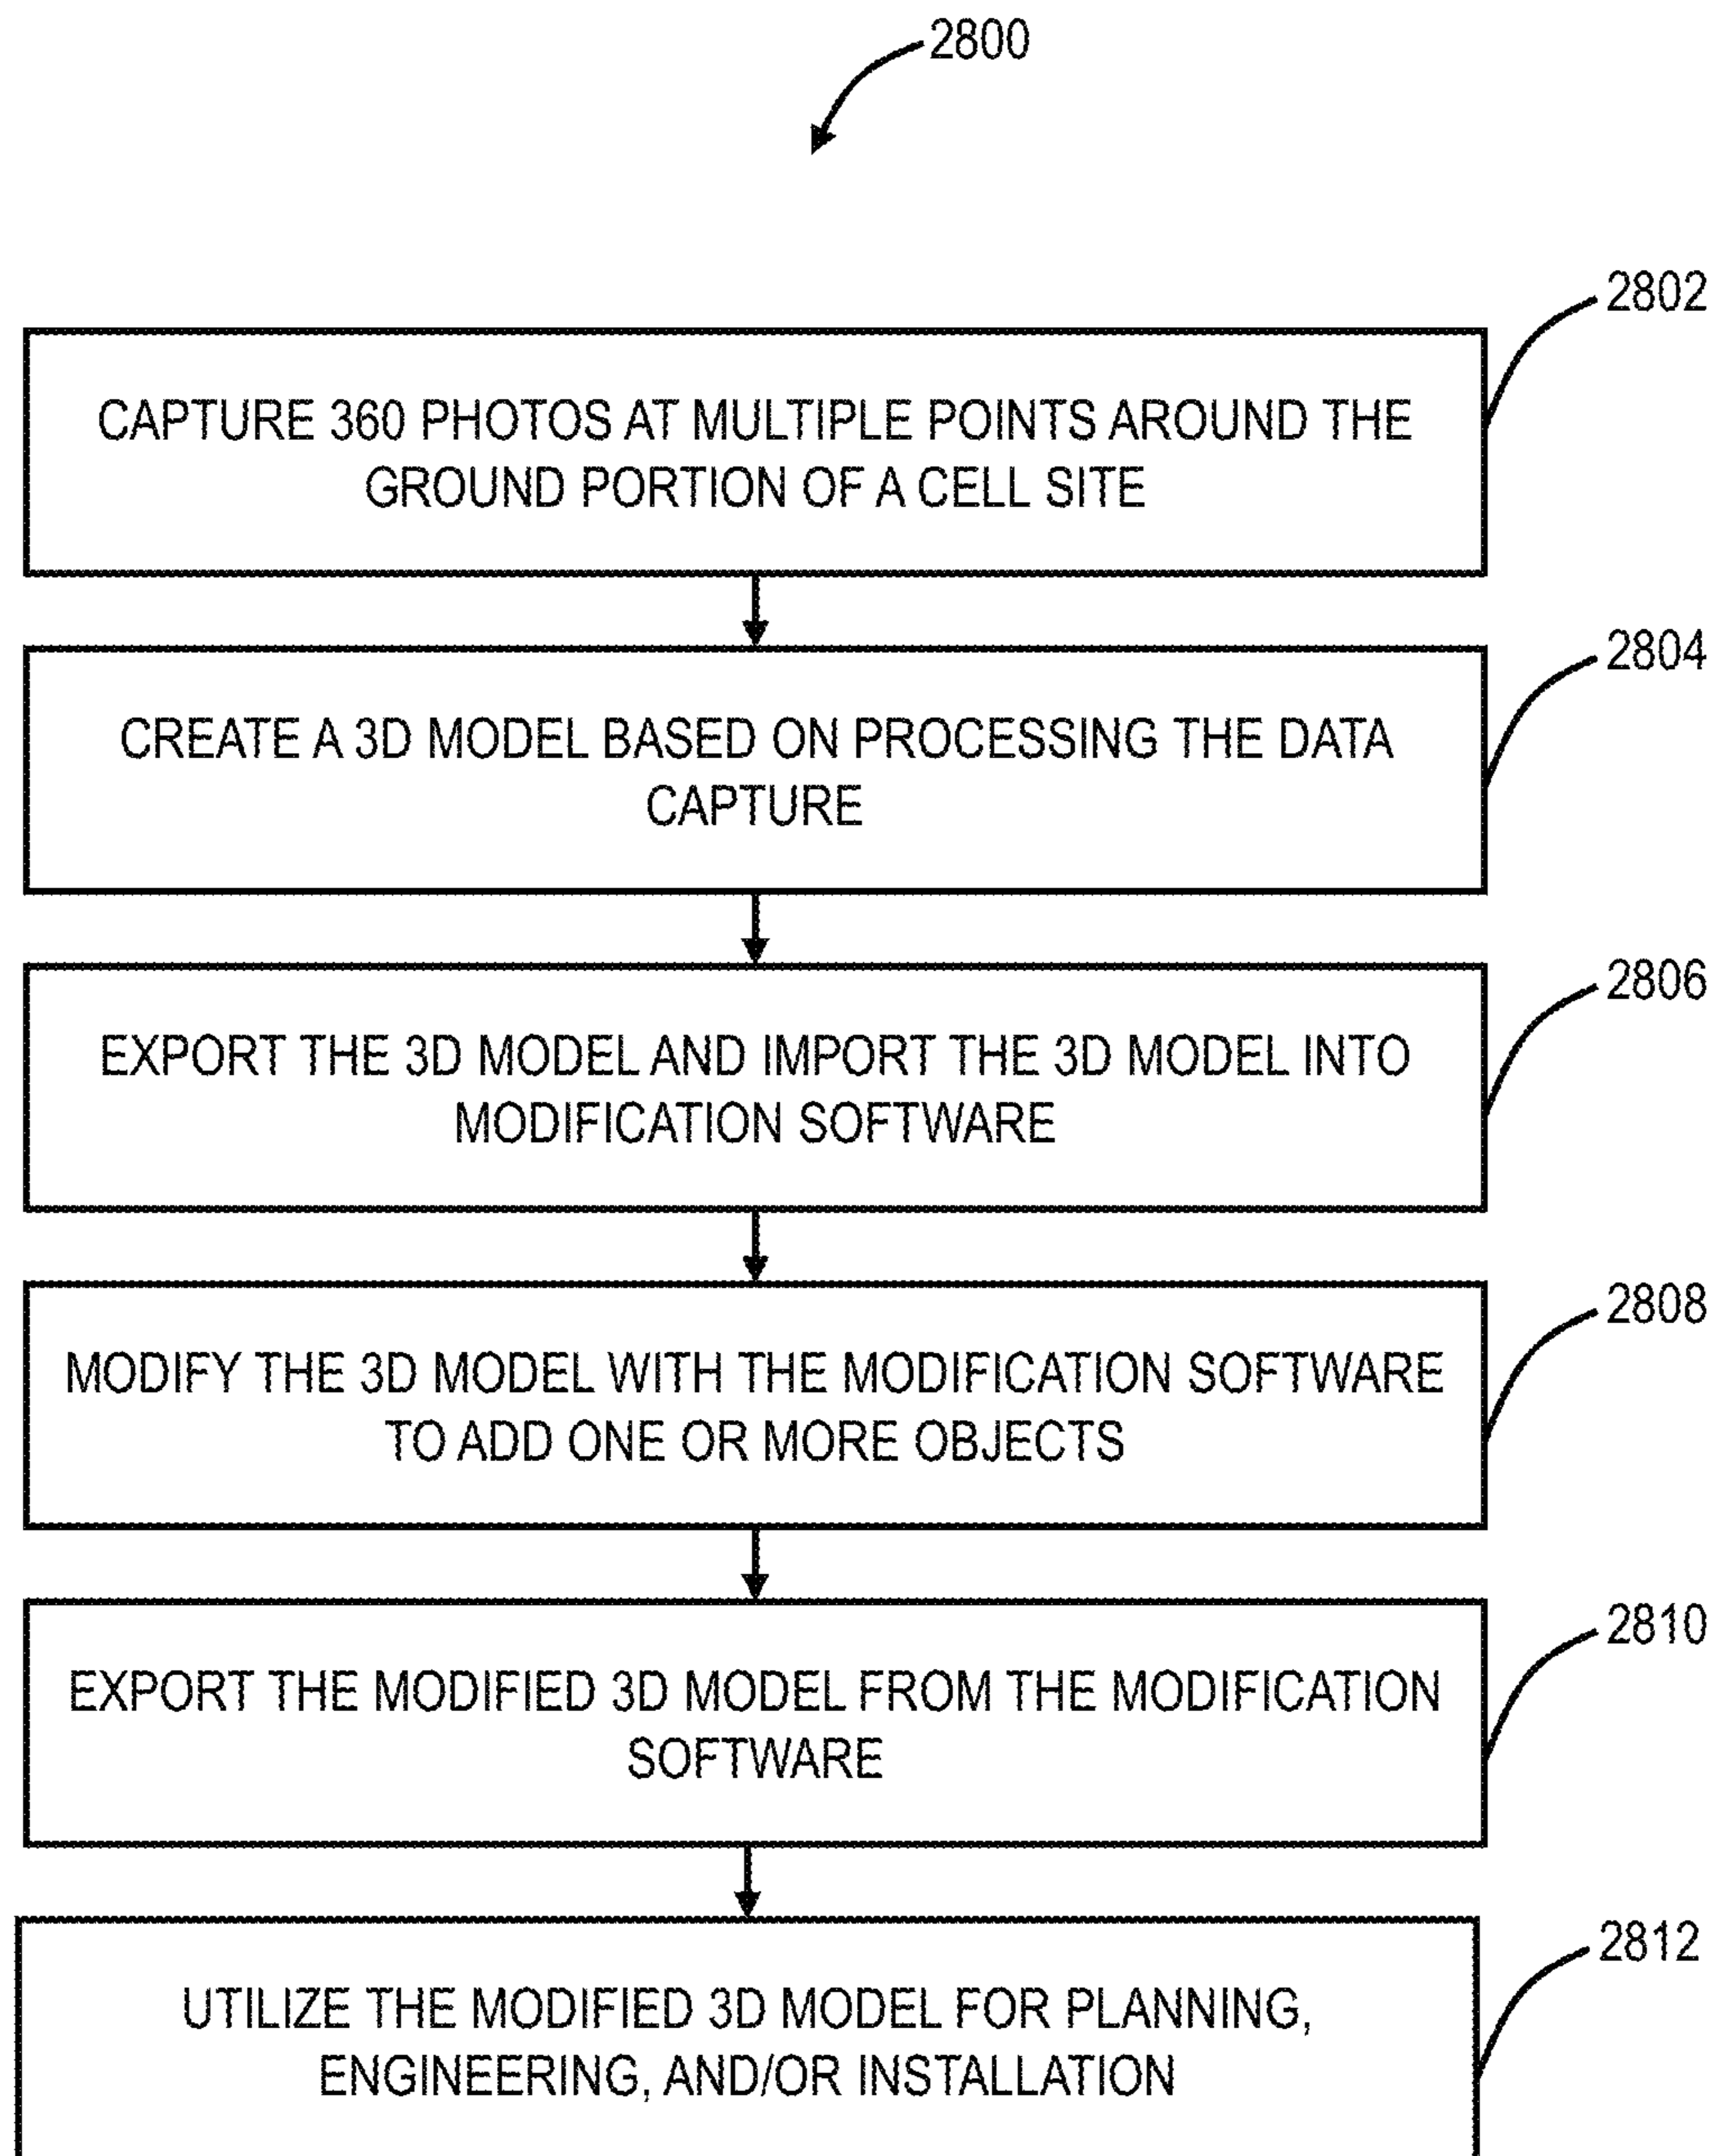 2800
2802
CAPTURE 360 PHOTOS AT MULTIPLE POINTS AROUND THE
GROUND PORTION OF A CELL SITE
2804
CREATE A 3D MODEL BASED ON PROCESSING THE DATA
CAPTURE
2806
EXPORT THE 3D MODEL AND IMPORT THE 3D MODEL INTO
MODIFICATION SOFTWARE
2808
MODIFY THE 3D MODEL WITH THE MODIFICATION SOFTWARE
TO ADD ONE OR MORE OBJECTS
2810
EXPORT THE MODIFIED 3D MODEL FROM THE MODIFICATION
SOFTWARE
2812
UTILIZE THE MODIFIED 3D MODEL FOR PLANNING,
ENGINEERING, AND/OR INSTALLATION